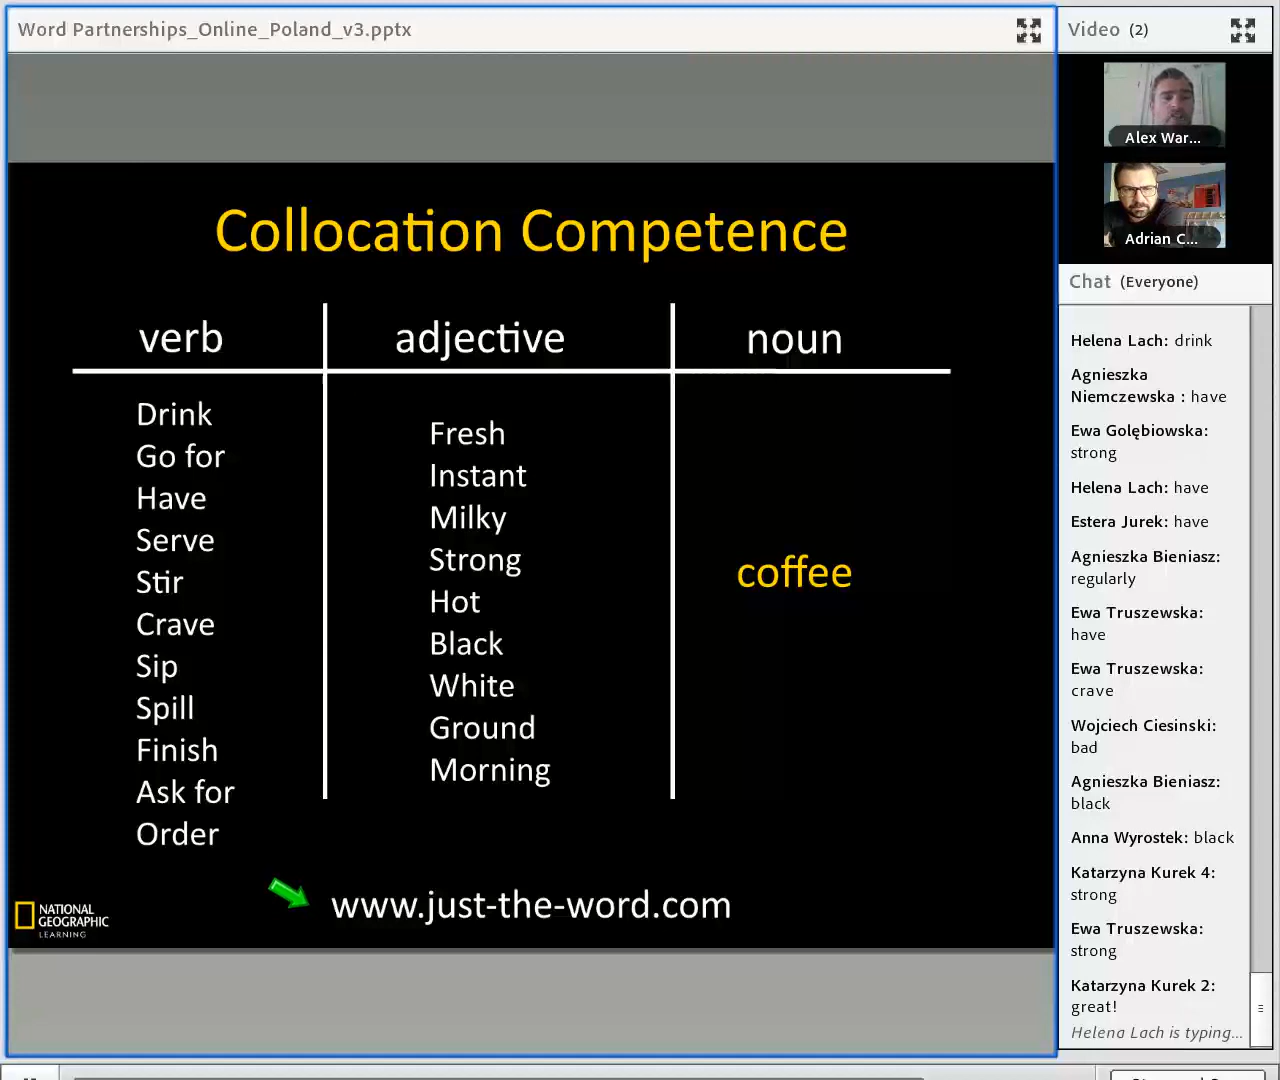 Word Partnerships_Online_Poland_v3.pptx
Collocation Competence
verb
adjective
noun
Drink
Go for
Have
Serve
Stir
Crave
Sip
Spill
Finish
Ask for
Order
Fresh
Instant
Milky
Strong
Hot
Black
White
Ground
Morning
coffee
www.just-the-word.com
NATIONAL
GEOGRAPHIC
LEARNING
Video (2)
Alex War...
Adrian C...
Chat (Everyone)
Helena Lach: drink
Agnieszka
Niemczewska : have
Ewa Golębiowska:
strong
Helena Lach: have
Estera Jurek: have
Agnieszka Bieniasz:
regularly
Ewa Truszewska:
have
Ewa Truszewska:
crave
Wojciech Ciesinski:
bad
Agnieszka Bieniasz:
black
Anna Wyrostek: black
Katarzyna Kurek 4:
strong
Ewa Truszewska:
strong
Katarzyna Kurek 2:
great!
Helena Lach is typing...